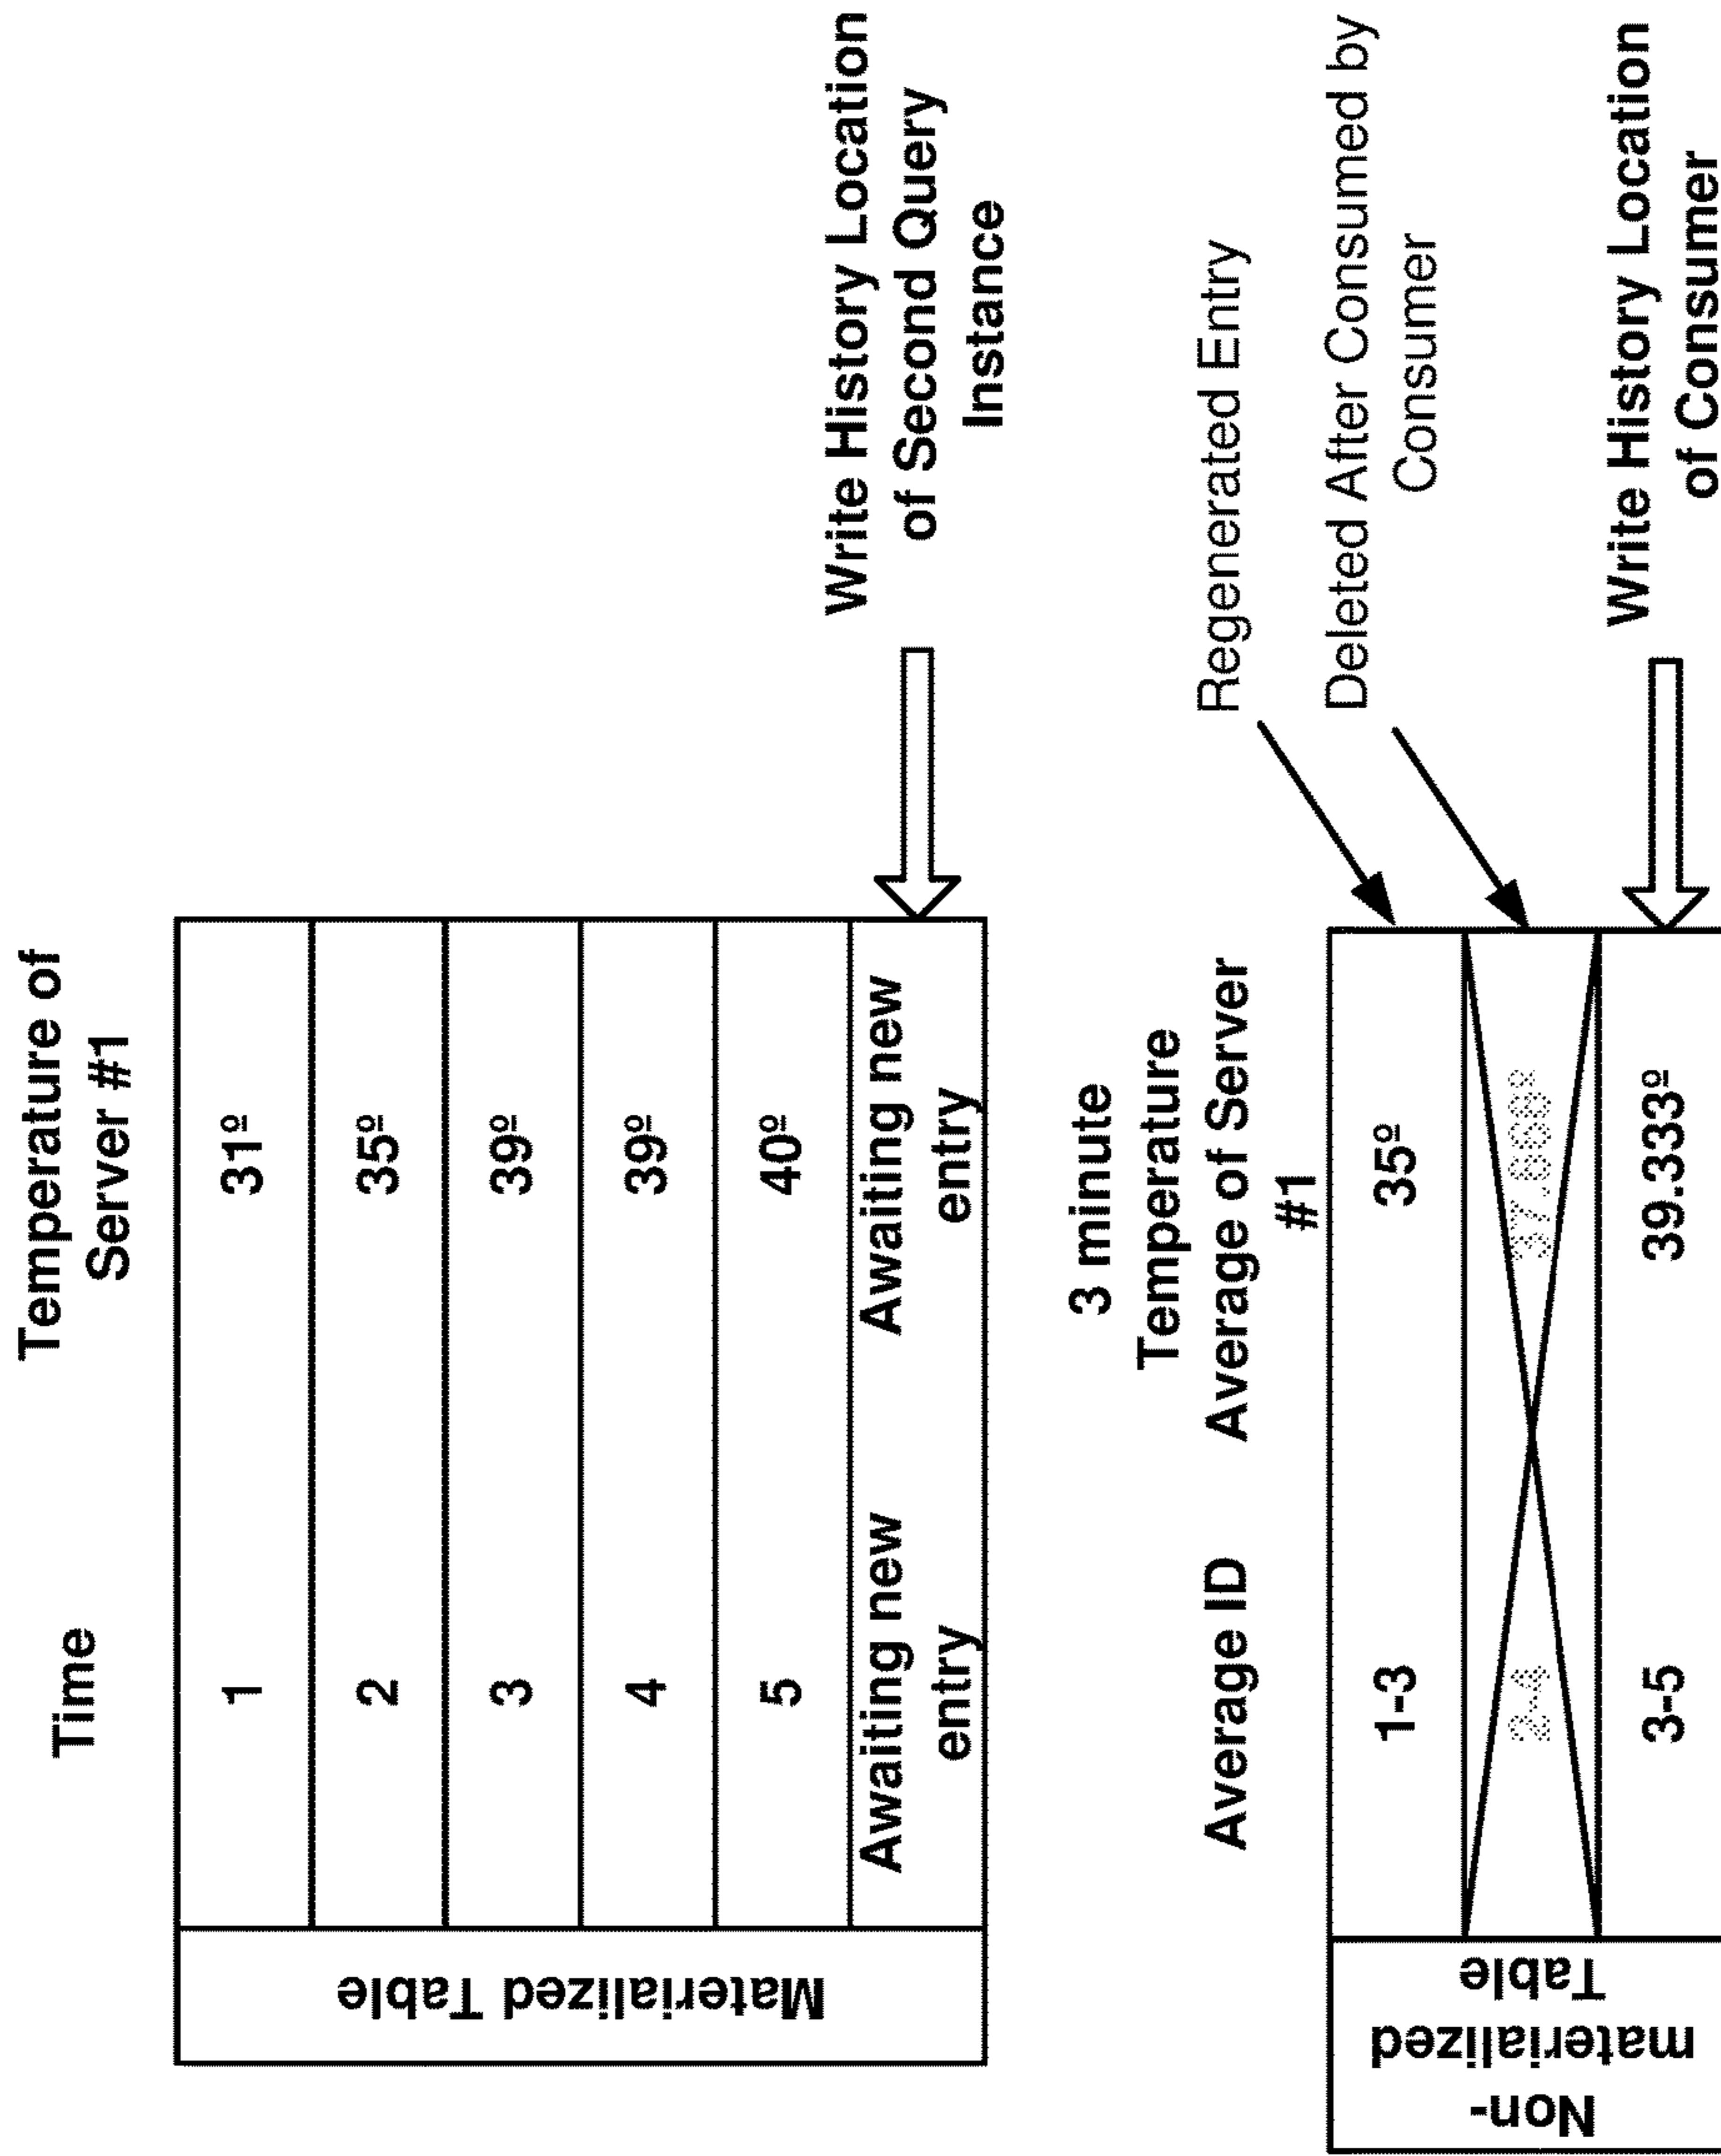 Time
Temperature of
Server #1
Materialized Table
1
31º
2
35º
3
39º
4
39º
5
40º
Awaiting new
entry
Awaiting new
entry
Write History Location
of Second Query
Instance
Average ID
3 minute
Temperature
Average of Server
#1
Non-
materialized
Table
1-3
35º
2-4
3-5
39.333º
Regenerated Entry
Deleted After Consumed by
Consumer
Write History Location
of Consumer